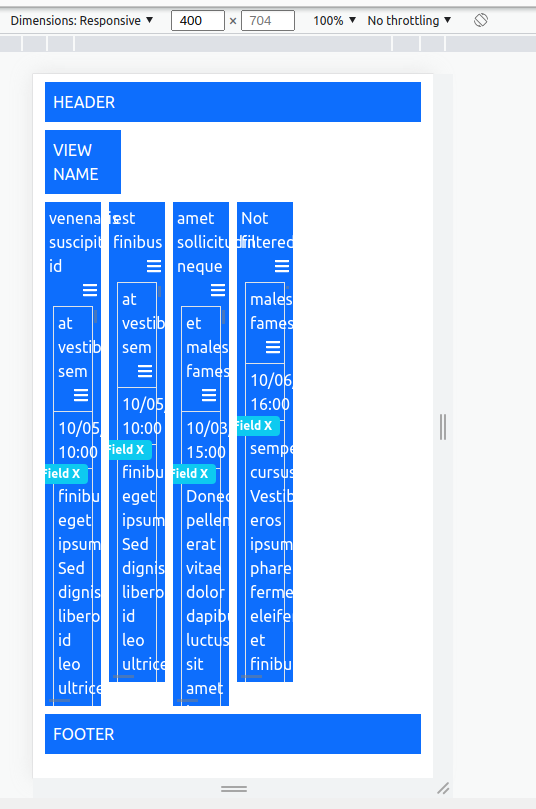 Dimensions: Responsive ▼ 400 × 704 100% ▼ No throttling ▼
HEADER
VIEW
NAME
venenatis
suscipit
id
at
vestib
sem
10/05,
10:00
Field X
finibu
eget
ipsum
Sed
dignis
libero
id
leo
ultrice
est
finibus
at
vestib
sem
10/05,
10:00
Field X
finibu
eget
ipsum
Sed
dignis
libero
id
leo
ultrice
amet
sollicitudin
neque
et
males
fames
10/03,
15:00
Field X
Donec
pellen
erat
vitae
dolor
dapibu
luctus
sit
amet
Not
filtered
males
fames
10/06,
16:00
Field X
sempe
cursus
Vestib
eros
ipsum
phare
ferme
eleife
et
finibu
FOOTER